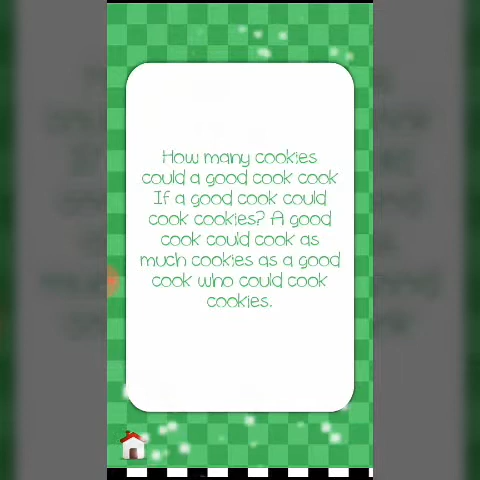 How many cookies
could a good cook cook
If a good cook could
cook cookies? A good
cook could cook as
much cookies as a good
cook who could cook
cookies.